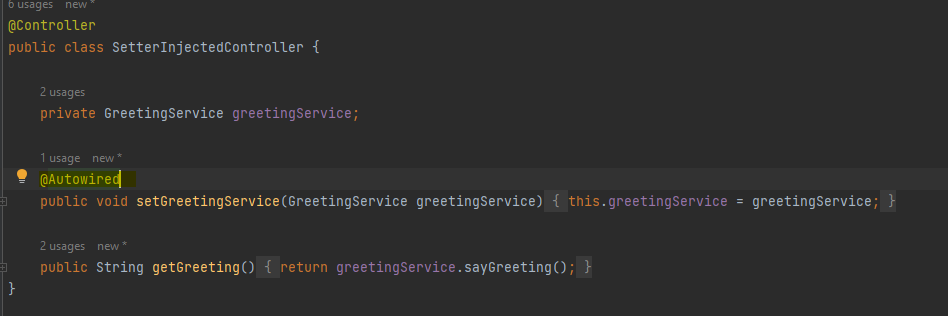 6 usages   new *
@Controller
public class SetterInjectedController {
2 usages
private GreetingService greetingService;
1 usage   new *
@Autowired
public void setGreetingService(GreetingService greetingService) { this.greetingService = greetingService; }
2 usages   new *
public String getGreeting() { return greetingService.sayGreeting(); }
}